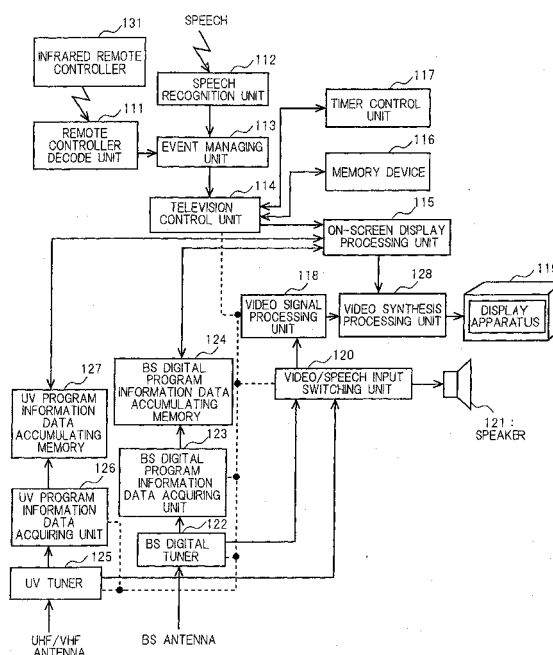 SPEECH
131
INFRARED REMOTE
CONTROLLER
112
SPEECH
RECOGNITION UNIT
117
TIMER CONTROL
UNIT
111
REMOTE
CONTROLLER
DECODE UNIT
113
EVENT MANAGING
UNIT
116
MEMORY DEVICE
114
TELEVISION
CONTROL UNIT
115
ON-SCREEN DISPLAY
PROCESSING UNIT
118
VIDEO SIGNAL
PROCESSING
UNIT
128
VIDEO SYNTHESIS
PROCESSING UNIT
119
DISPLAY
APPARATUS
124
BS DIGITAL
PROGRAM
INFORMATION DATA
ACCUMULATING MEMORY
120
VIDEO/SPEECH INPUT
SWITCHING UNIT
121 :
SPEAKER
127
UV PROGRAM
INFORMATION
DATA
ACCUMULATING
MEMORY
123
BS DIGITAL
PROGRAM
INFORMATION
DATA ACQUIRING UNIT
126
UV PROGRAM
INFORMATION
DATA
ACQUIRING UNIT
122
BS DIGITAL
TUNER
125
UV TUNER
UHF/VHF
ANTENNA
BS ANTENNA